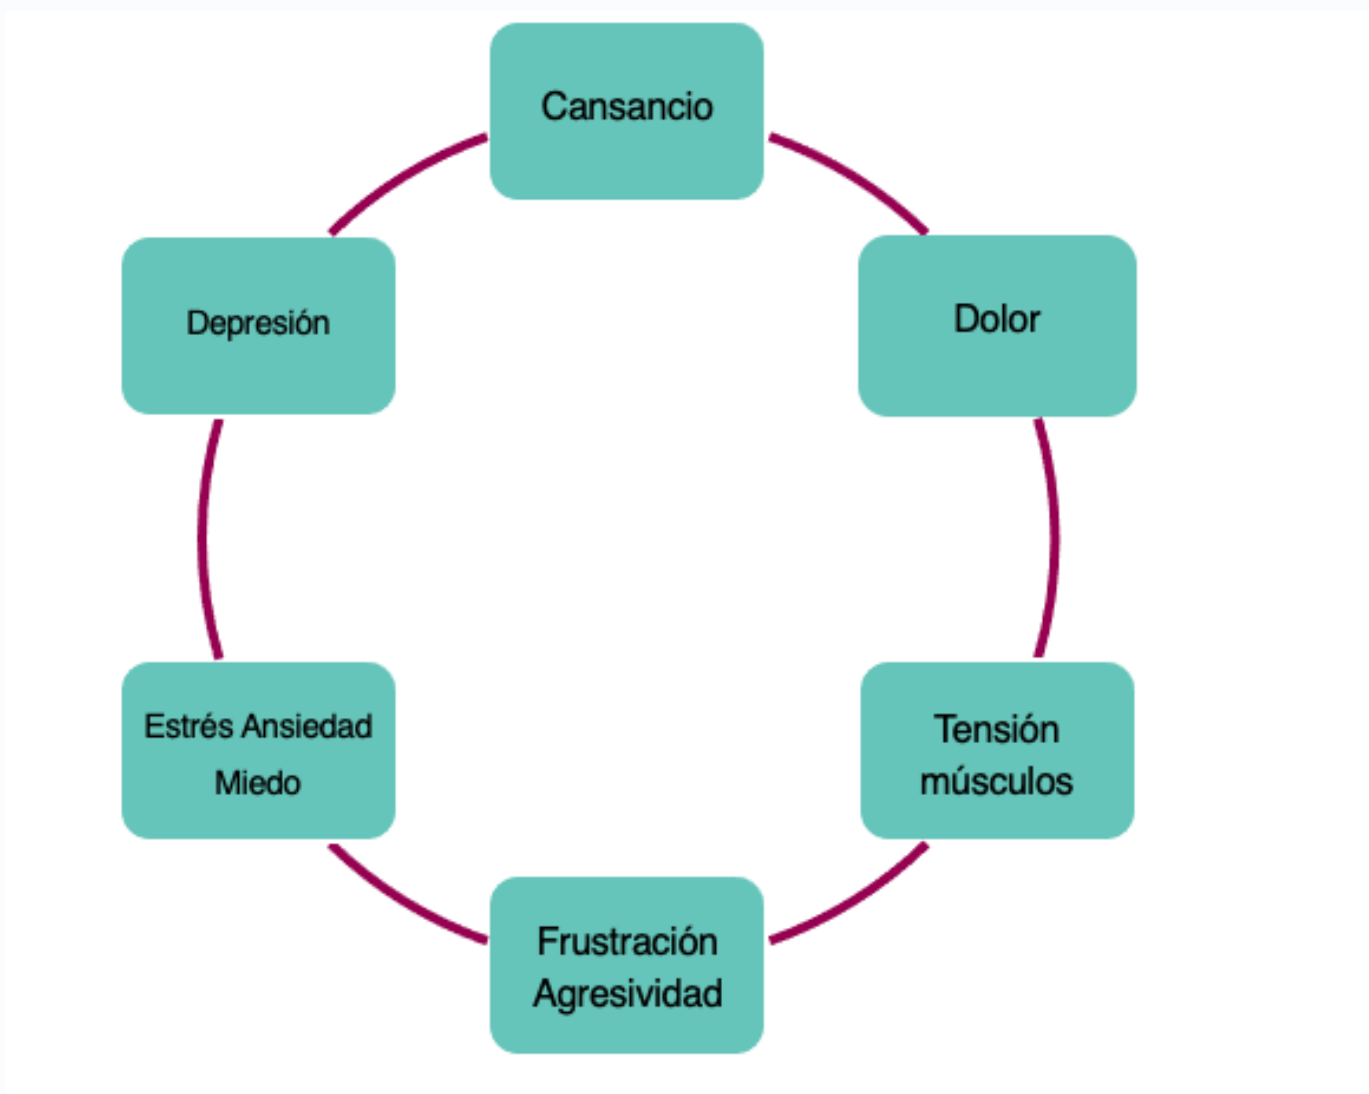 Cansancio
Depresión
Dolor
Estrés Ansiedad
Miedo
Tensión
músculos
Frustración
Agresividad